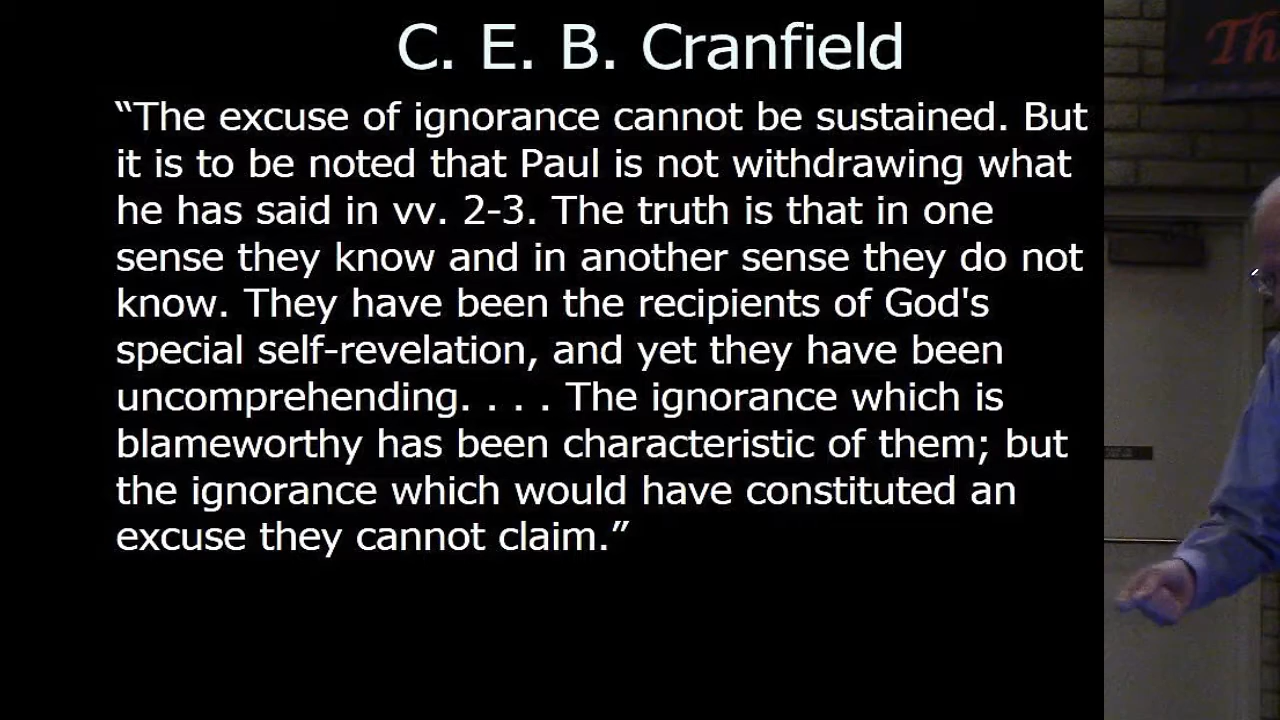 C. E. B. Cranfield
“The excuse of ignorance cannot be sustained. But
it is to be noted that Paul is not withdrawing what
he has said in vv. 2-3. The truth is that in one
sense they know and in another sense they do not
know. They have been the recipients of God's
special self-revelation, and yet they have been
uncomprehending. . . . The ignorance which is
blameworthy has been characteristic of them; but
the ignorance which would have constituted an
excuse they cannot claim.”
Th